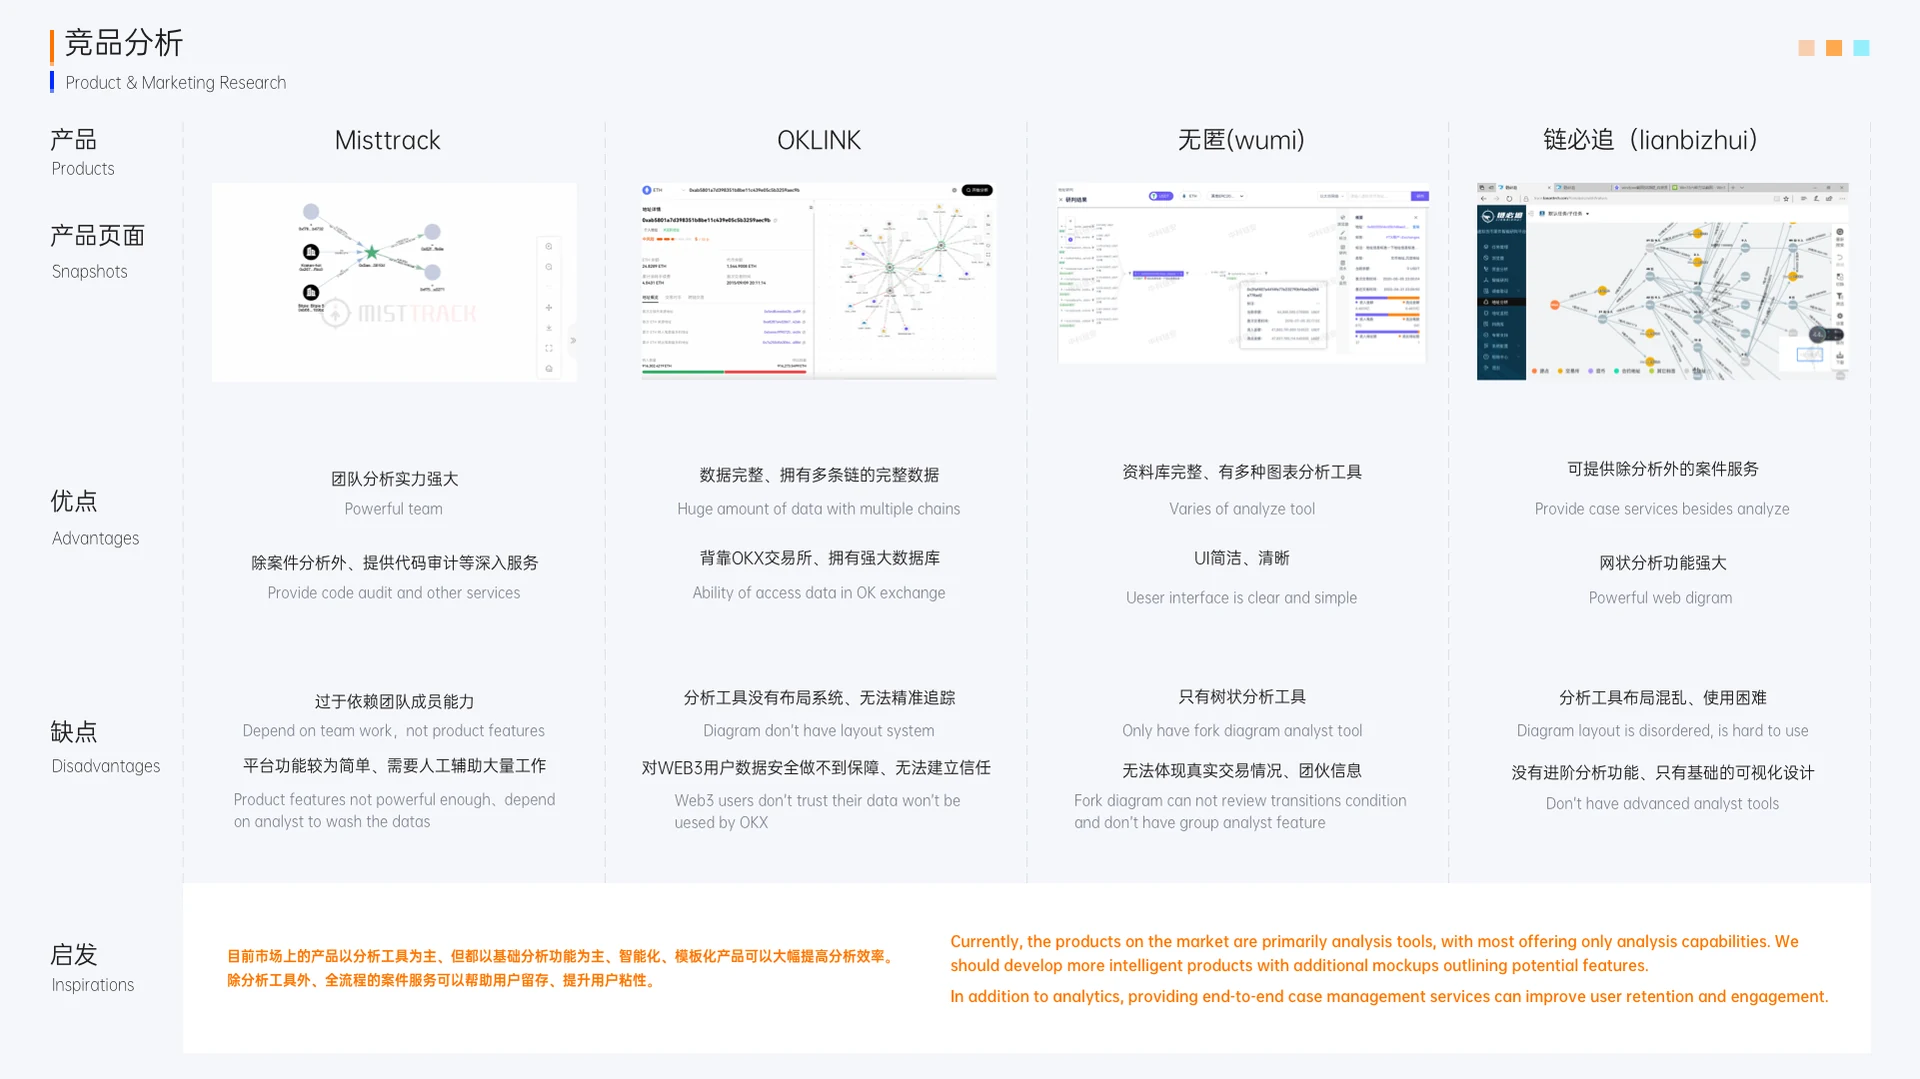 竞品分析
Product & Marketing Research
产品
Products
Misttrack
OKLINK
无匿(wumi)
链必追（lianbizhui）
产品页面
Snapshots
MISTTRACK
ETH
0xab5801a7d398351b8be11c439e05c5b3259aec9b
地址详情
0xab5801a7d398351b8be11c439e05c5b3259aec9b
研判结果
链必追
优点
Advantages
团队分析实力强大
Powerful team
除案件分析外、提供代码审计等深入服务
Provide code audit and other services
数据完整、拥有多条链的完整数据
Huge amount of data with multiple chains
背靠OKX交易所、拥有强大数据库
Ability of access data in OK exchange
资料库完整、有多种图表分析工具
Varies of analyze tool
UI简洁、清晰
Ueser interface is clear and simple
可提供除分析外的案件服务
Provide case services besides analyze
网状分析功能强大
Powerful web digram
缺点
Disadvantages
过于依赖团队成员能力
Depend on team work，not product features
平台功能较为简单、需要人工辅助大量工作
Product features not powerful enough、depend
on analyst to wash the datas
分析工具没有布局系统、无法精准追踪
Diagram don't have layout system
对WEB3用户数据安全做不到保障、无法建立信任
Web3 users don't trust their data won't be
uesed by OKX
只有树状分析工具
Only have fork diagram analyst tool
无法体现真实交易情况、团伙信息
Fork diagram can not review transitions condition
and don't have group analyst feature
分析工具布局混乱、使用困难
Diagram layout is disordered, is hard to use
没有进阶分析功能、只有基础的可视化设计
Don't have advanced analyst tools
启发
Inspirations
目前市场上的产品以分析工具为主、但都以基础分析功能为主、智能化、模板化产品可以大幅提高分析效率。
除分析工具外、全流程的案件服务可以帮助用户留存、提升用户粘性。
Currently, the products on the market are primarily analysis tools, with most offering only analysis capabilities. We
should develop more intelligent products with additional mockups outlining potential features.
In addition to analytics, providing end-to-end case management services can improve user retention and engagement.